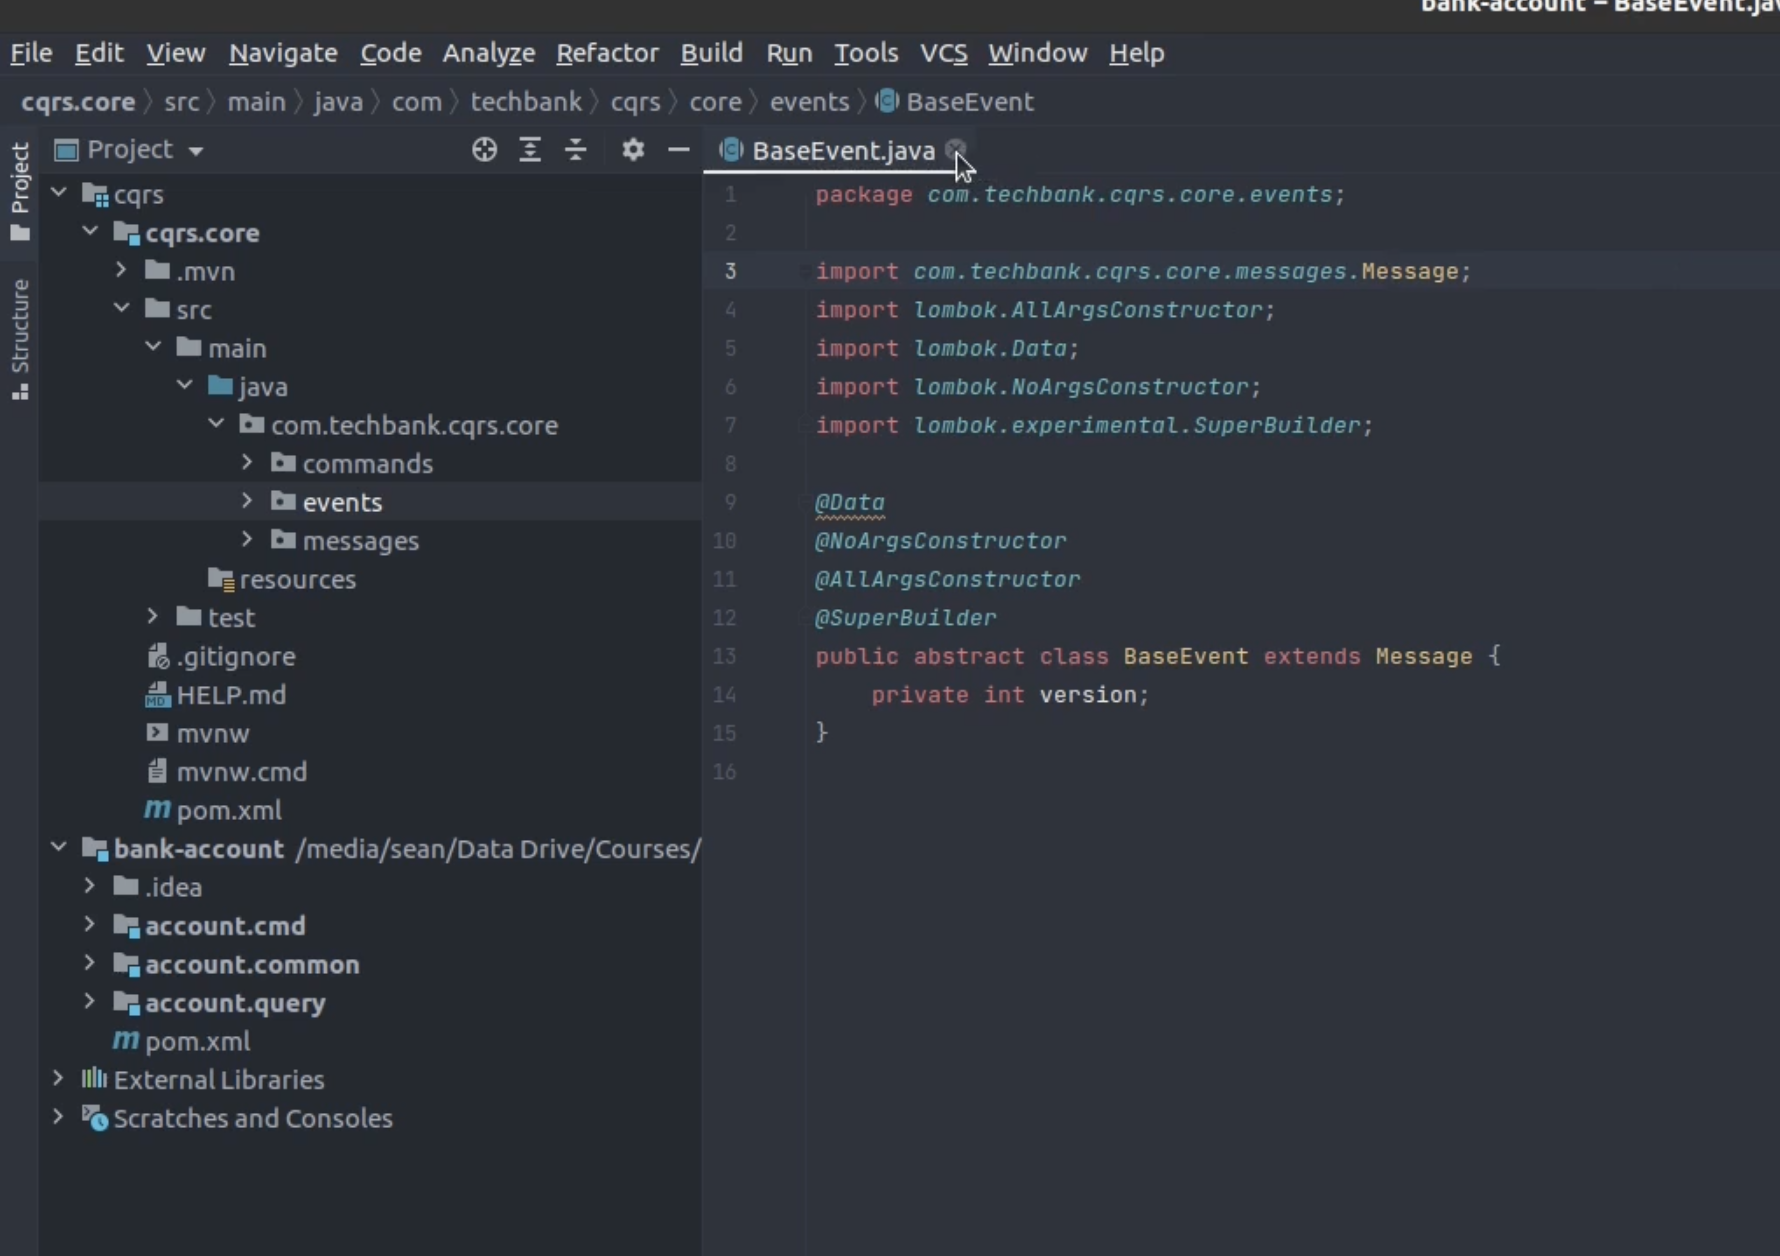 bank-account – BaseEvent.jav
File Edit View Navigate Code Analyze Refactor Build Run Tools VCS Window Help
cqrs.core src main java com techbank cqrs core events BaseEvent
Project
Structure
Project
cqrs
cqrs.core
.mvn
src
main
java
com.techbank.cqrs.core
commands
events
messages
resources
test
.gitignore
HELP.md
mvnw
mvnw.cmd
pom.xml
bank-account /media/sean/Data Drive/Courses/
.idea
account.cmd
account.common
account.query
pom.xml
External Libraries
Scratches and Consoles
BaseEvent.java
1 package com.techbank.cqrs.core.events;
2
3 import com.techbank.cqrs.core.messages.Message;
4 import lombok.AllArgsConstructor;
5 import lombok.Data;
6 import lombok.NoArgsConstructor;
7 import lombok.experimental.SuperBuilder;
8
9 @Data
10 @NoArgsConstructor
11 @AllArgsConstructor
12 @SuperBuilder
13 public abstract class BaseEvent extends Message {
14 private int version;
15 }
16